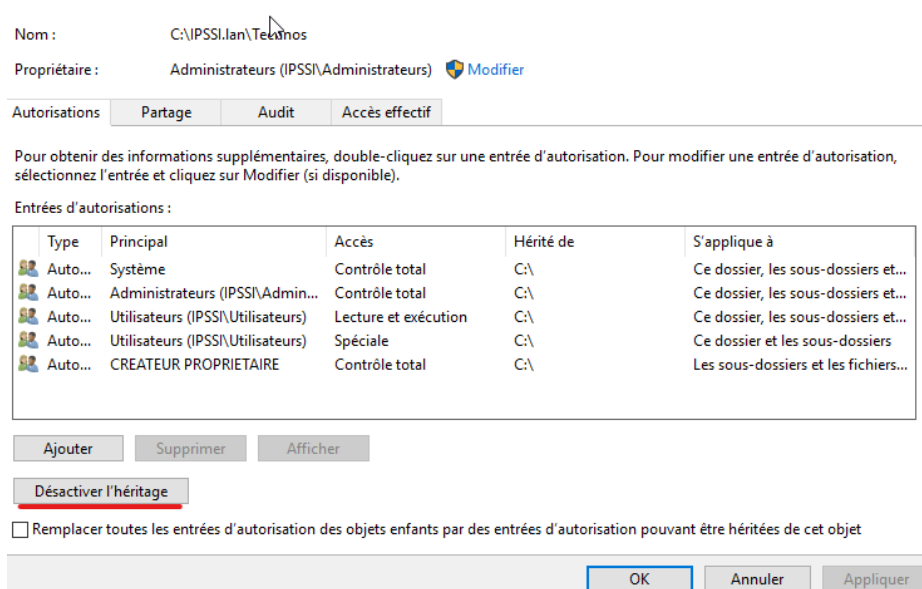 Nom : C:\IPSSI.lan\Technos
Propriétaire : Administrateurs (IPSSI\Administrateurs) Modifier
Autorisations Partage Audit Accès effectif
Pour obtenir des informations supplémentaires, double-cliquez sur une entrée d'autorisation. Pour modifier une entrée d'autorisation,
sélectionnez l'entrée et cliquez sur Modifier (si disponible).
Entrées d'autorisations :
Type Principal Accès Hérité de S'applique à
Auto... Système Contrôle total C:\ Ce dossier, les sous-dossiers et...
Auto... Administrateurs (IPSSI\Admin... Contrôle total C:\ Ce dossier, les sous-dossiers et...
Auto... Utilisateurs (IPSSI\Utilisateurs) Lecture et exécution C:\ Ce dossier, les sous-dossiers et...
Auto... Utilisateurs (IPSSI\Utilisateurs) Spéciale C:\ Ce dossier et les sous-dossiers
Auto... CREATEUR PROPRIETAIRE Contrôle total C:\ Les sous-dossiers et les fichiers...
Ajouter Supprimer Afficher
Désactiver l'héritage
Remplacer toutes les entrées d'autorisation des objets enfants par des entrées d'autorisation pouvant être héritées de cet objet
OK Annuler Appliquer